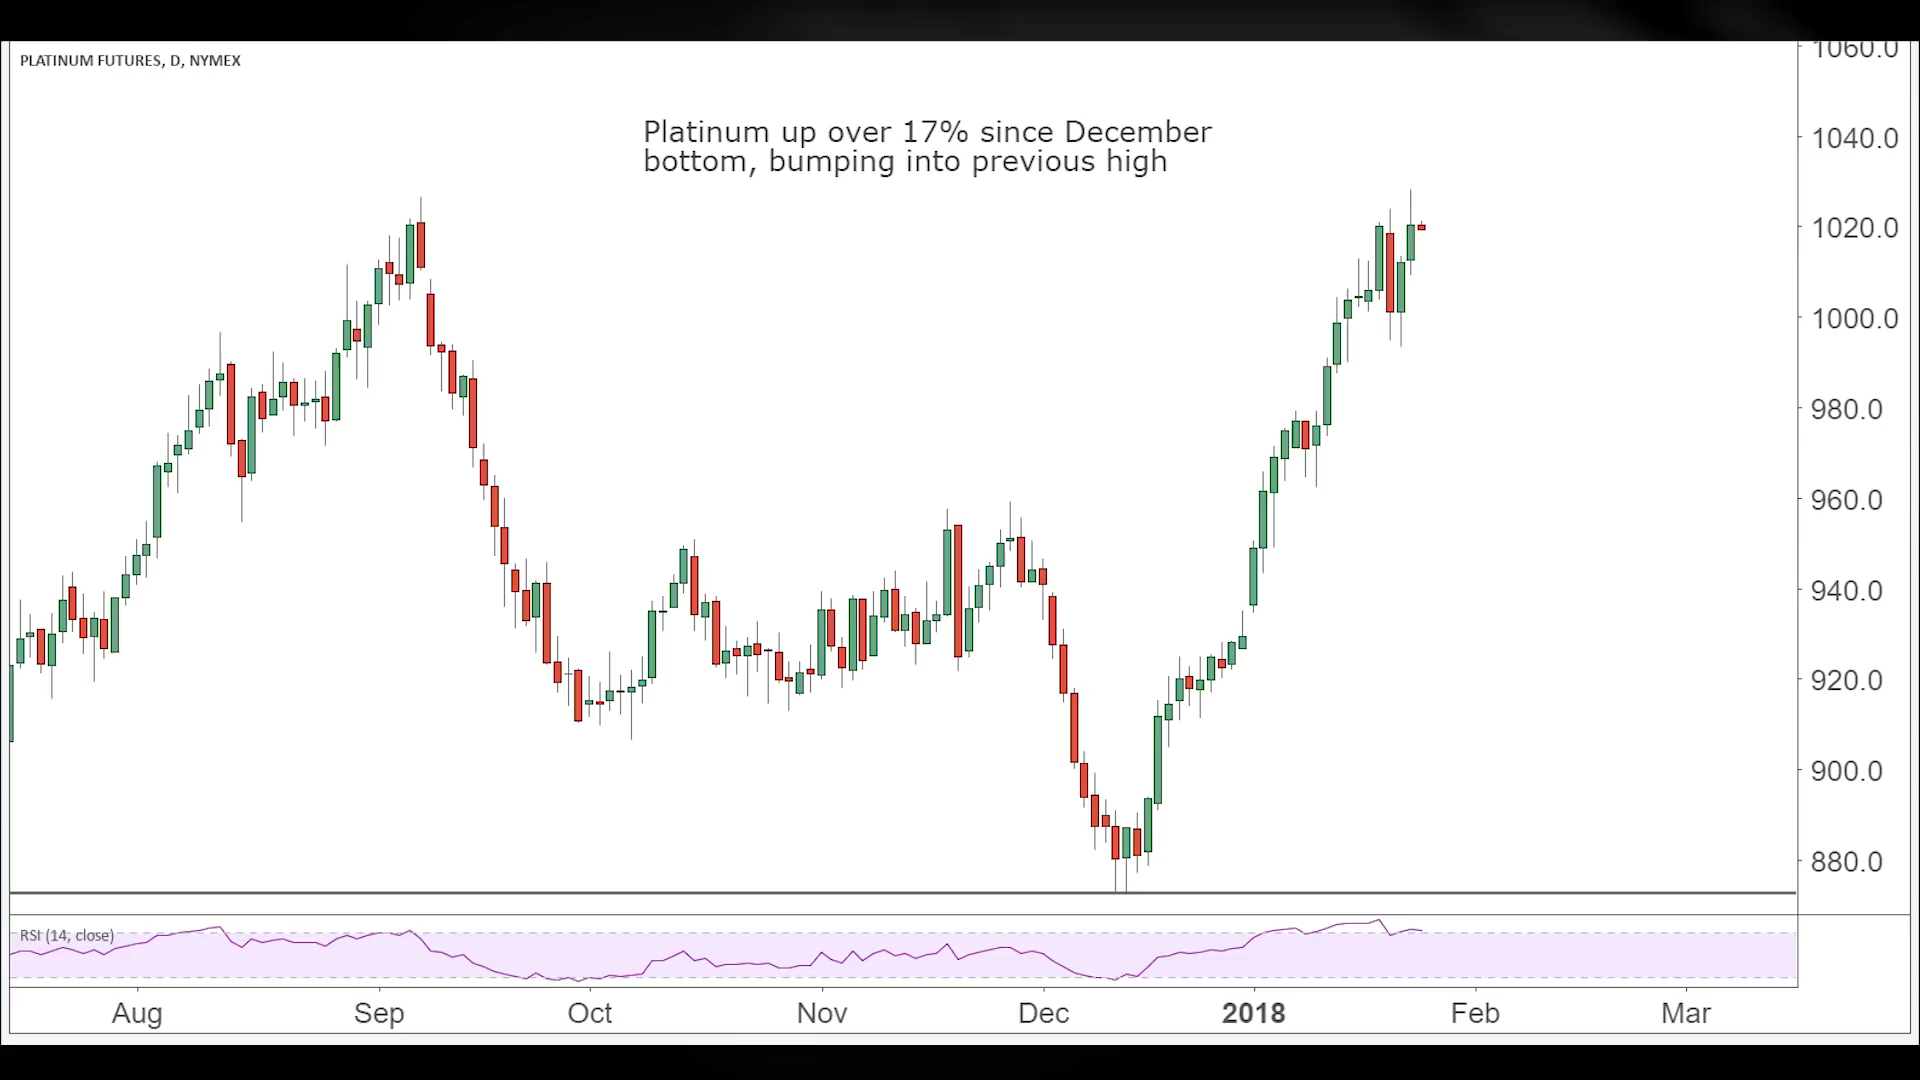 PLATINUM FUTURES, D, NYMEX
Platinum up over 17% since December
bottom, bumping into previous high
1060.0
1040.0
1020.0
1000.0
980.0
960.0
940.0
920.0
900.0
880.0
RSI (14, close)
Aug Sep Oct Nov Dec 2018 Feb Mar